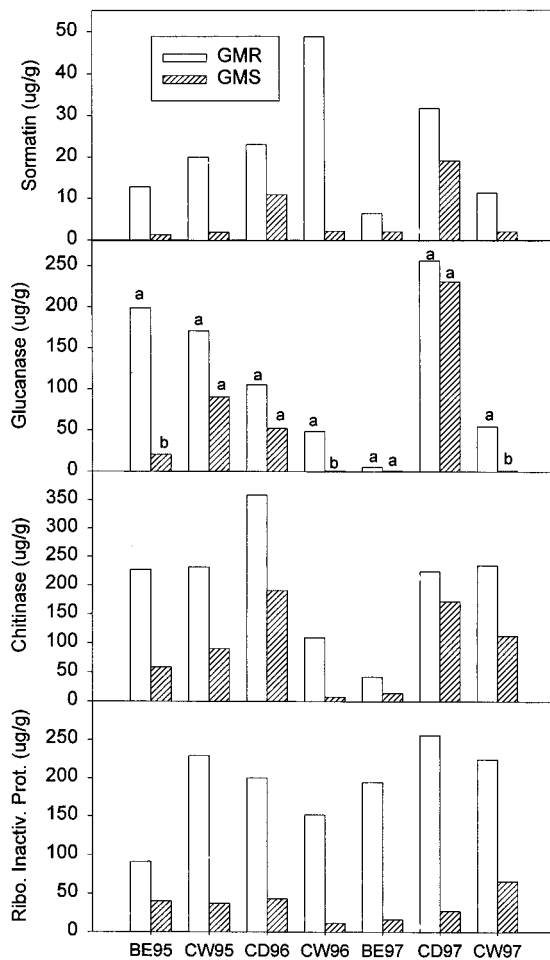 GMR
GMS
Sormatin (ug/g)
50
40
30
20
10
0
Glucanase (ug/g)
250
200
150
100
50
0
a
b
a
a
a
a
a
b
a
a
a
a
a
b
Chitinase (ug/g)
350
300
250
200
150
100
50
0
Ribo. Inactiv. Prot. (ug/g)
250
200
150
100
50
0
BE95 CW95 CD96 CW96 BE97 CD97 CW97